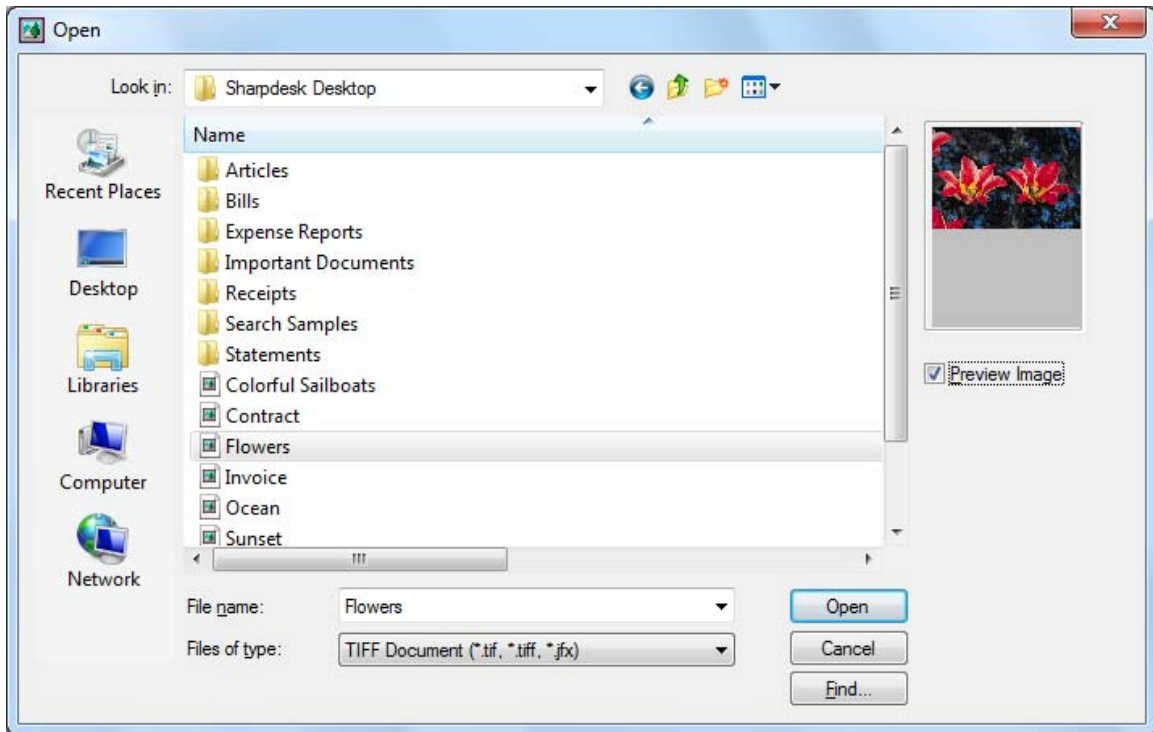 Open
Look in: Sharpdesk Desktop
Name
Articles
Bills
Expense Reports
Important Documents
Receipts
Search Samples
Statements
Colorful Sailboats
Contract
Flowers
Invoice
Ocean
Sunset
Recent Places
Desktop
Libraries
Computer
Network
Preview Image
File name: Flowers
Open
Files of type: TIFF Document (*.tif, *.tiff, *.jfx)
Cancel
Find...